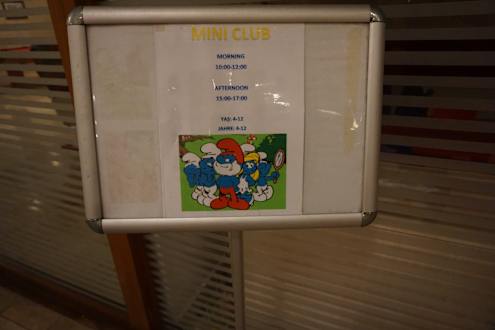 MINI CLUB
MORNING
10:00-12:00
AFTERNOON
15:00-17:00
YAŞ: 4-12
JAHRE: 4-12